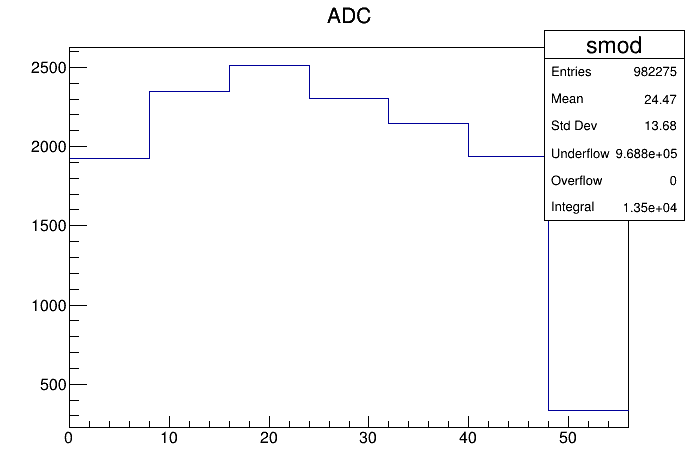 ADC
smod
Entries 982275
Mean 24.47
Std Dev 13.68
Underflow 9.688e+05
Overflow 0
Integral 1.35e+04
2500
2000
1500
1000
500
0 10 20 30 40 50